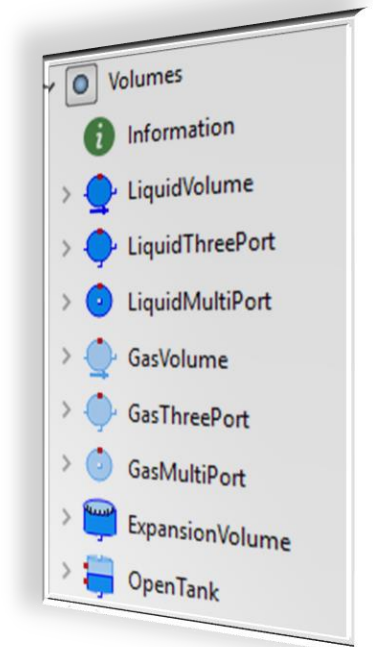 Volumes
Information
LiquidVolume
LiquidThreePort
LiquidMultiPort
GasVolume
GasThreePort
GasMultiPort
ExpansionVolume
OpenTank